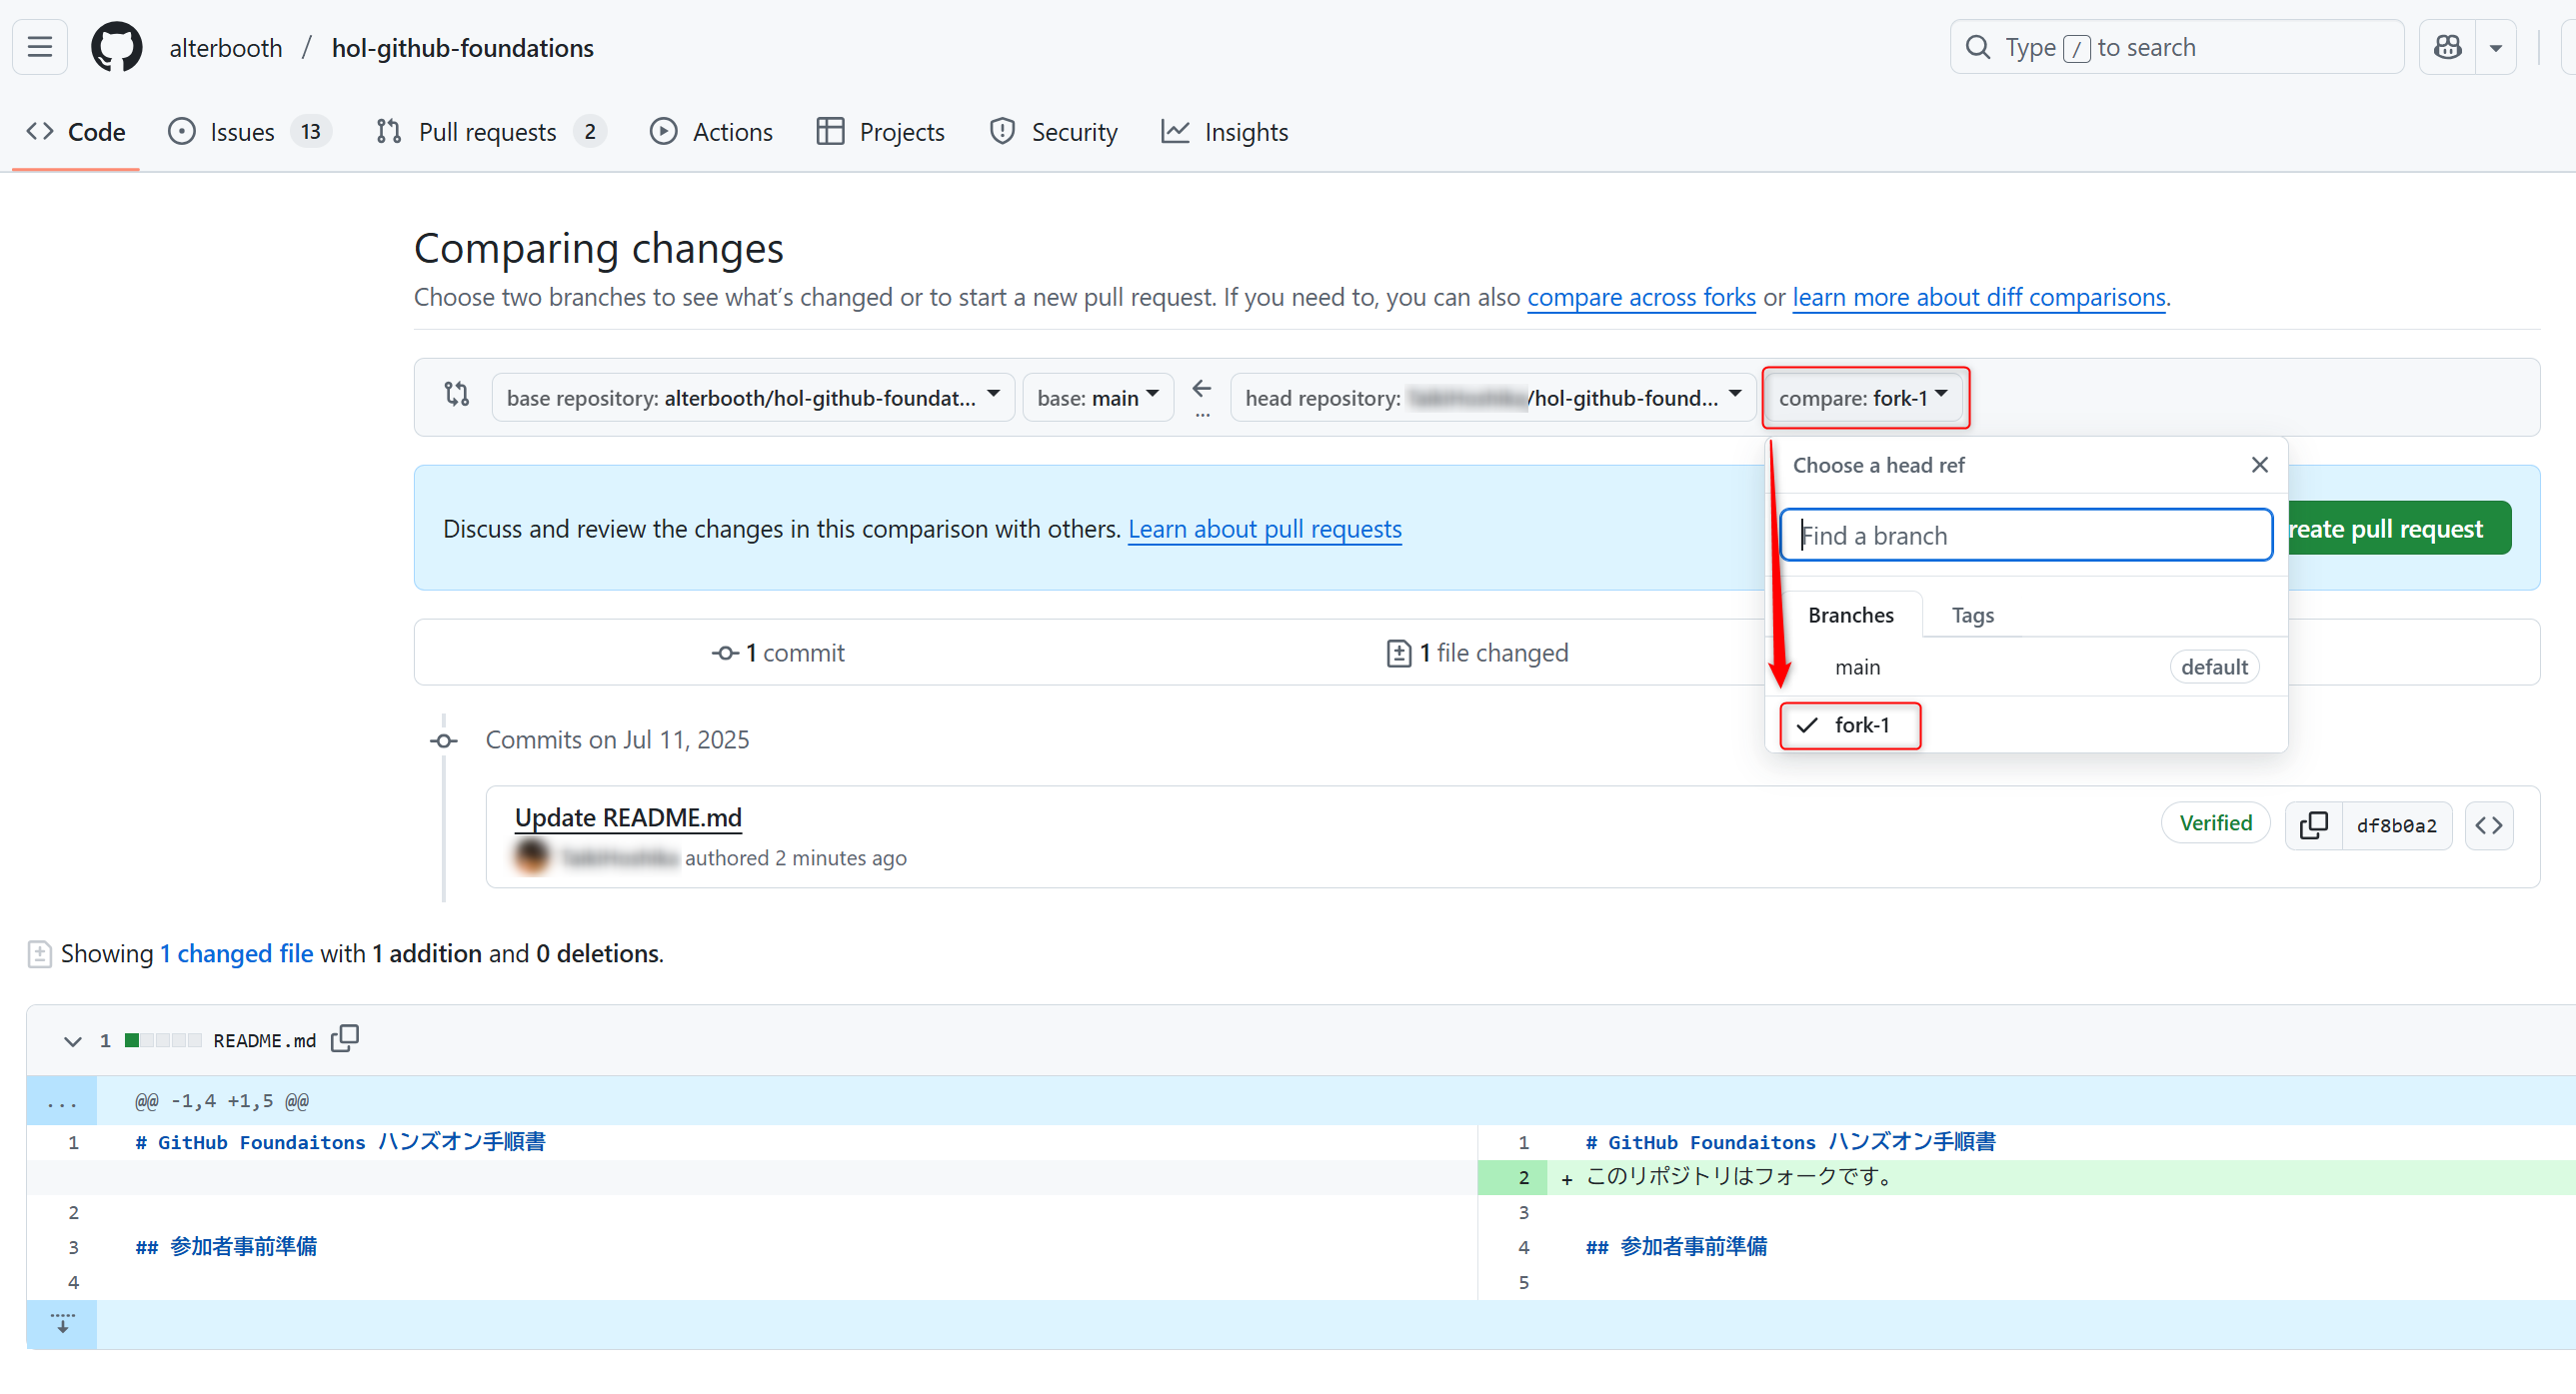 alterbooth / hol-github-foundations
Type / to search
Code
Issues 13
Pull requests 2
Actions
Projects
Security
Insights
Comparing changes
Choose two branches to see what's changed or to start a new pull request. If you need to, you can also compare across forks or learn more about diff comparisons.
base repository: alterbooth/hol-github-foundat...
base: main
...
head repository: /hol-github-found...
compare: fork-1
Choose a head ref
Find a branch
Branches
Tags
main default
fork-1
Discuss and review the changes in this comparison with others. Learn about pull requests
reate pull request
1 commit
1 file changed
Commits on Jul 11, 2025
Update README.md
authored 2 minutes ago
Verified
df8b0a2
Showing 1 changed file with 1 addition and 0 deletions.
1 README.md
... @@ -1,4 +1,5 @@
1 # GitHub Foundaitons ハンズオン手順書 1 # GitHub Foundaitons ハンズオン手順書
2 + このリポジトリはフォークです。
2 3
3 ## 参加者事前準備 4 ## 参加者事前準備
4 5